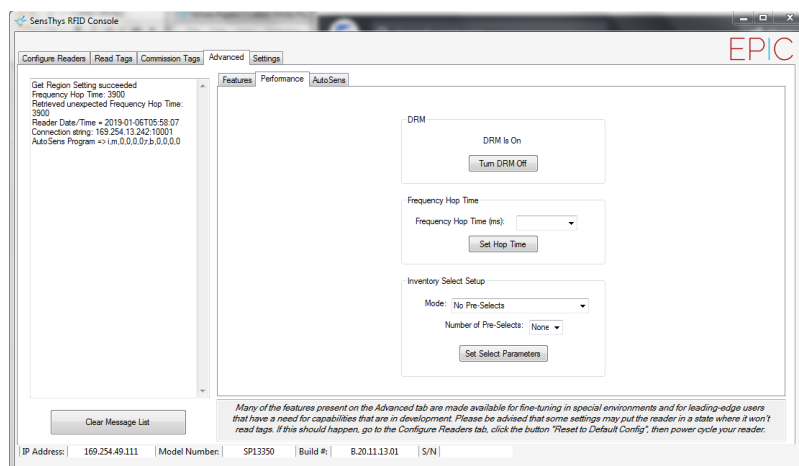 SensThys RFID Console
EPIC
Configure Readers Read Tags Commission Tags Advanced Settings
Features Performance AutoSens
Get Region Setting succeeded
Frequency Hop Time: 3900
Retrieved unexpected Frequency Hop Time:
3900
Reader Date/Time = 2019-01-06T05:58:07
Connection string: 169.254.13.242:10001
AutoSens Program => i,m,0,0,0,0;r,b,0,0,0,0
DRM
DRM Is On
Turn DRM Off
Frequency Hop Time
Frequency Hop Time (ms):
Set Hop Time
Inventory Select Setup
Mode: No Pre-Selects
Number of Pre-Selects: None
Set Select Parameters
Clear Message List
Many of the features present on the Advanced tab are made available for fine-tuning in special environments and for leading-edge users
that have a need for capabilities that are in development. Please be advised that some settings may put the reader in a state where it won't
read tags. If this should happen, go to the Configure Readers tab, click the button "Reset to Default Config", then power cycle your reader.
IP Address: 169.254.49.111 Model Number: SP13350 Build #: B.20.11.13.01 S/N